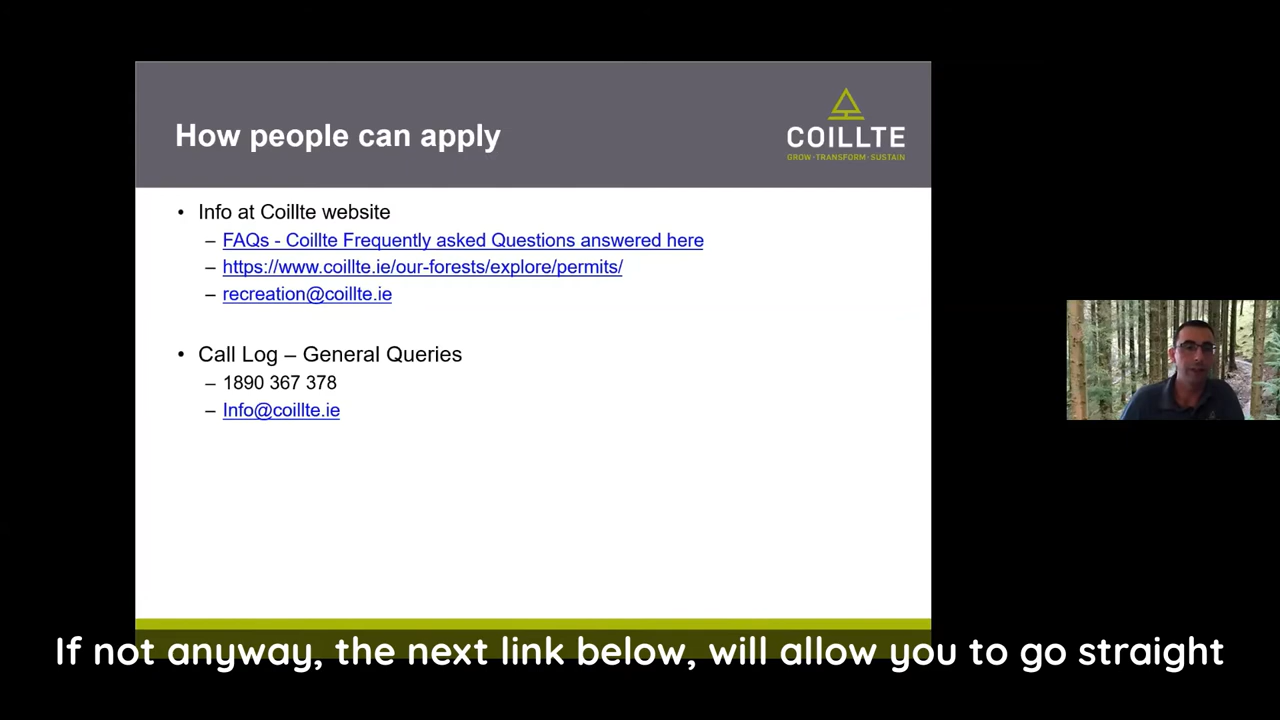 How people can apply
COILLTE
GROW·TRANSFORM·SUSTAIN
• Info at Coillte website
– FAQs - Coillte Frequently asked Questions answered here
– https://www.coillte.ie/our-forests/explore/permits/
– recreation@coillte.ie
• Call Log – General Queries
– 1890 367 378
– Info@coillte.ie
If not anyway, the next link below, will allow you to go straight